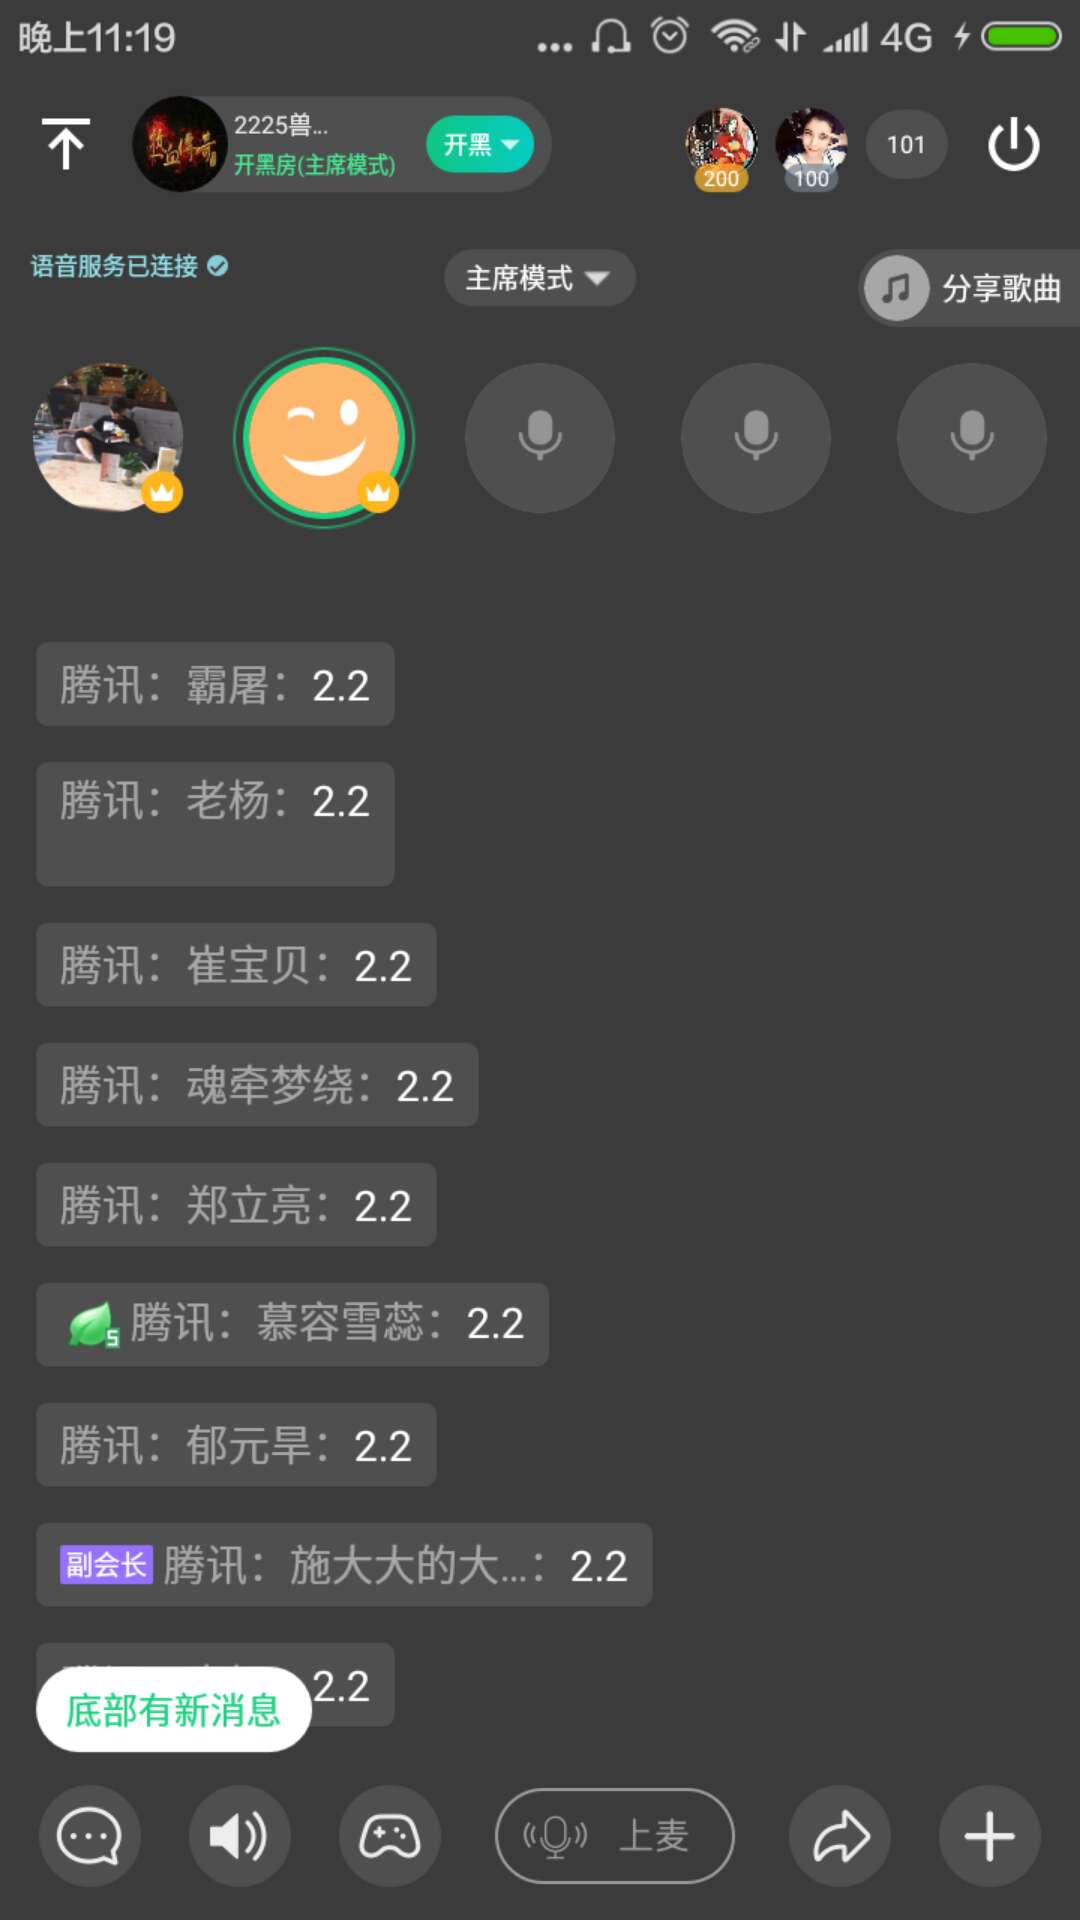 晚上11:19
4G
热血传奇
2225兽...
开黑房(主席模式)
开黑
200
100
101
语音服务已连接
主席模式
分享歌曲
腾讯：霸屠：2.2
腾讯：老杨：2.2
腾讯：崔宝贝：2.2
腾讯：魂牵梦绕：2.2
腾讯：郑立亮：2.2
5 腾讯：慕容雪蕊：2.2
腾讯：郁元旱：2.2
副会长 腾讯：施大大的大...：2.2
2.2
底部有新消息
上麦